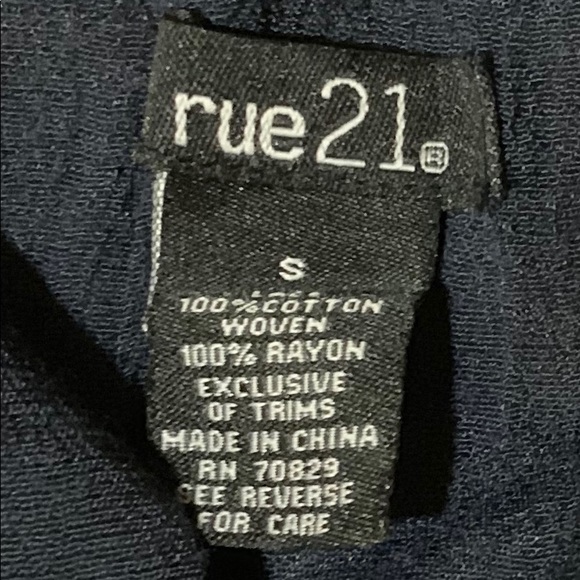 rue21®
S
100% COTTON
WOVEN
100% RAYON
EXCLUSIVE
OF TRIMS
MADE IN CHINA
RN 70829
SEE REVERSE
FOR CARE